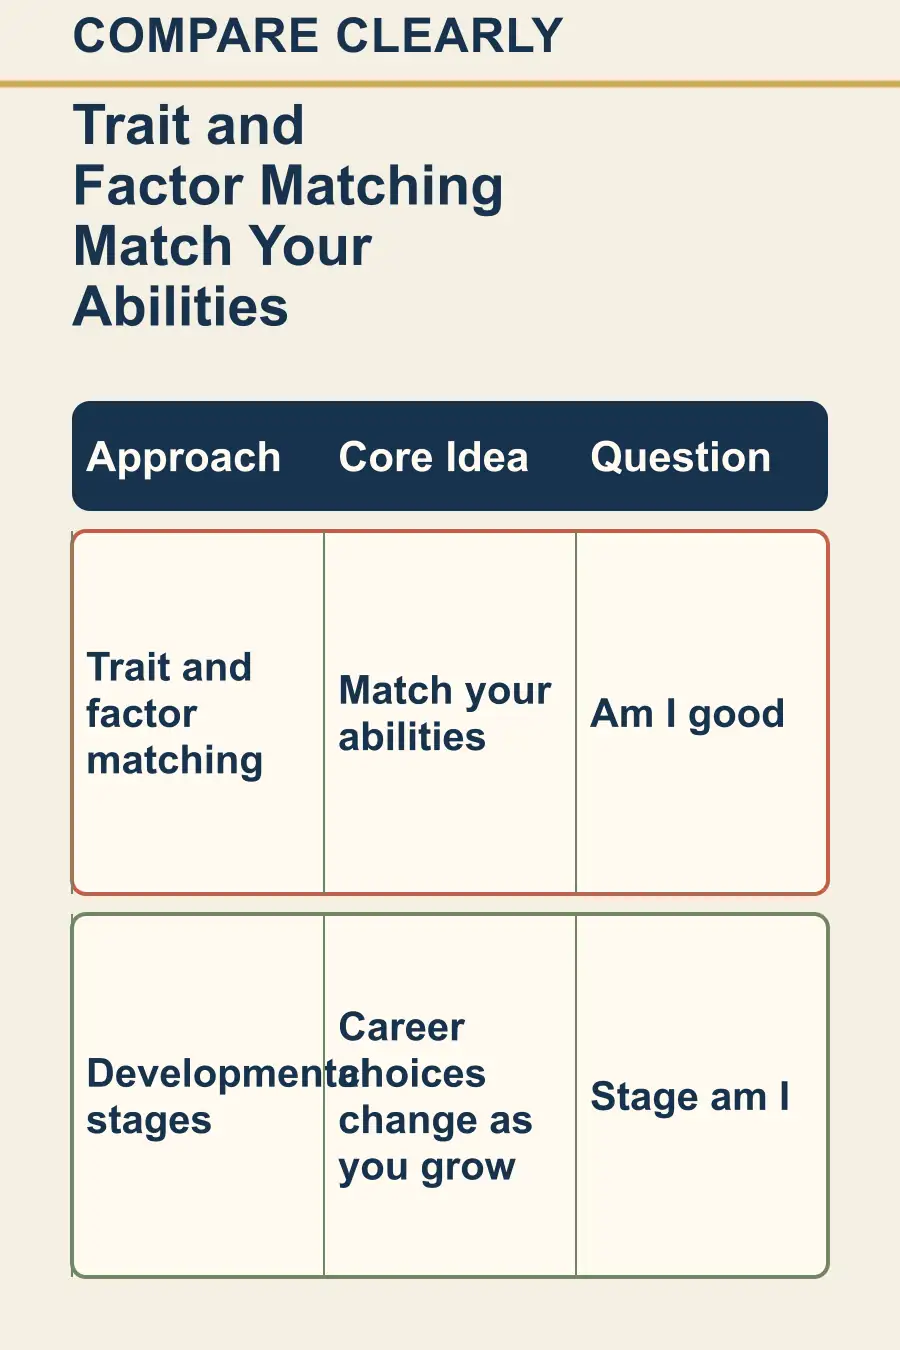 COMPARE CLEARLY
Trait and
Factor Matching
Match Your
Abilities
Approach
Core Idea
Question
Trait and
factor
matching
Match your
abilities
Am I good
Developmental
stages
Career
choices
change as
you grow
Stage am I